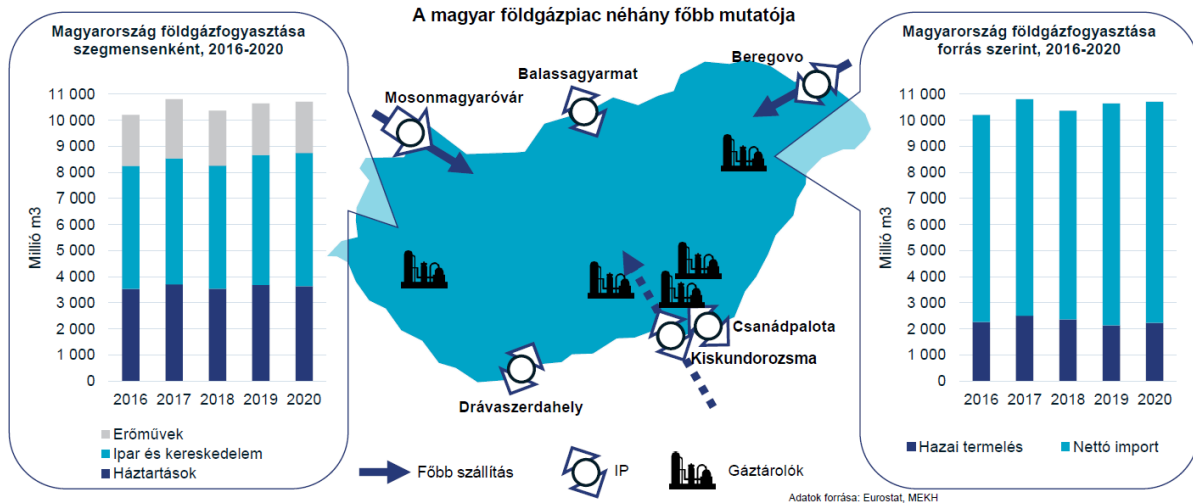 A magyar földgázpiac néhány főbb mutatója
Magyarország földgázfogyasztása
szegmensenként, 2016-2020
Millió m3
11 000
10 000
9 000
8 000
7 000
6 000
5 000
4 000
3 000
2 000
1 000
0
2016 2017 2018 2019 2020
Erőművek
Ipar és kereskedelem
Háztartások
Mosonmagyaróvár
Balassagyarmat
Beregovo
Csanádpalota
Kiskundorozsma
Drávaszerdahely
Főbb szállítás
IP
Gáztárolók
Magyarország földgázfogyasztása
forrás szerint, 2016-2020
Millió m3
11 000
10 000
9 000
8 000
7 000
6 000
5 000
4 000
3 000
2 000
1 000
0
2016 2017 2018 2019 2020
Hazai termelés Nettó import
Adatok forrása: Eurostat, MEKH